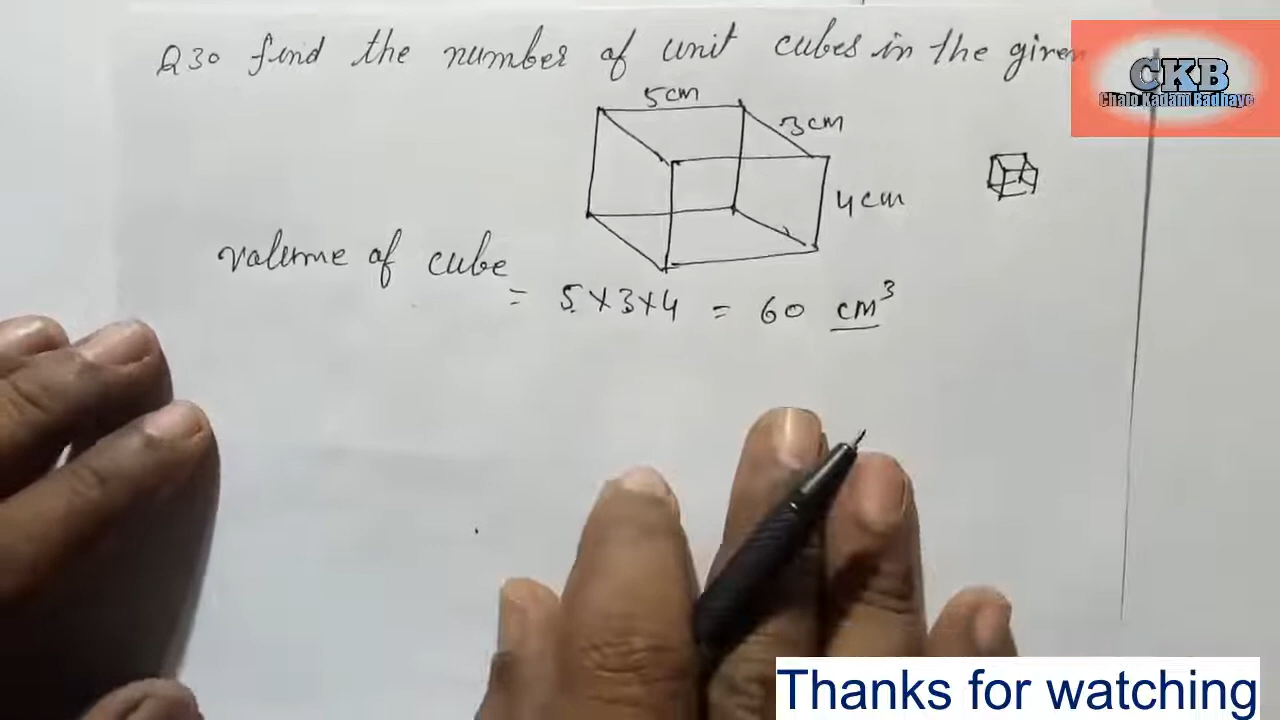 Q30 find the number of unit cubes in the given
CKB
Chalo Kadam Badhaye
5cm
3cm
4cm
volume of cube
= 5×3×4 = 60 cm³
Thanks for watching